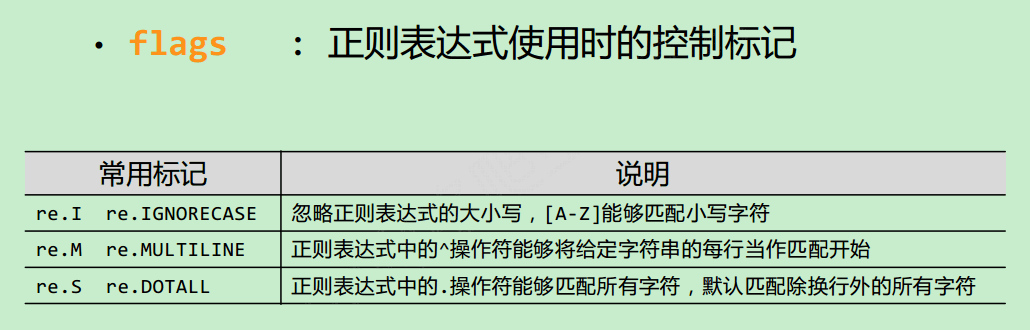 • flags : 正则表达式使用时的控制标记
常用标记 说明
re.I re.IGNORECASE 忽略正则表达式的大小写，[A-Z]能够匹配小写字符
re.M re.MULTILINE 正则表达式中的^操作符能够将给定字符串的每行当作匹配开始
re.S re.DOTALL 正则表达式中的.操作符能够匹配所有字符，默认匹配除换行外的所有字符